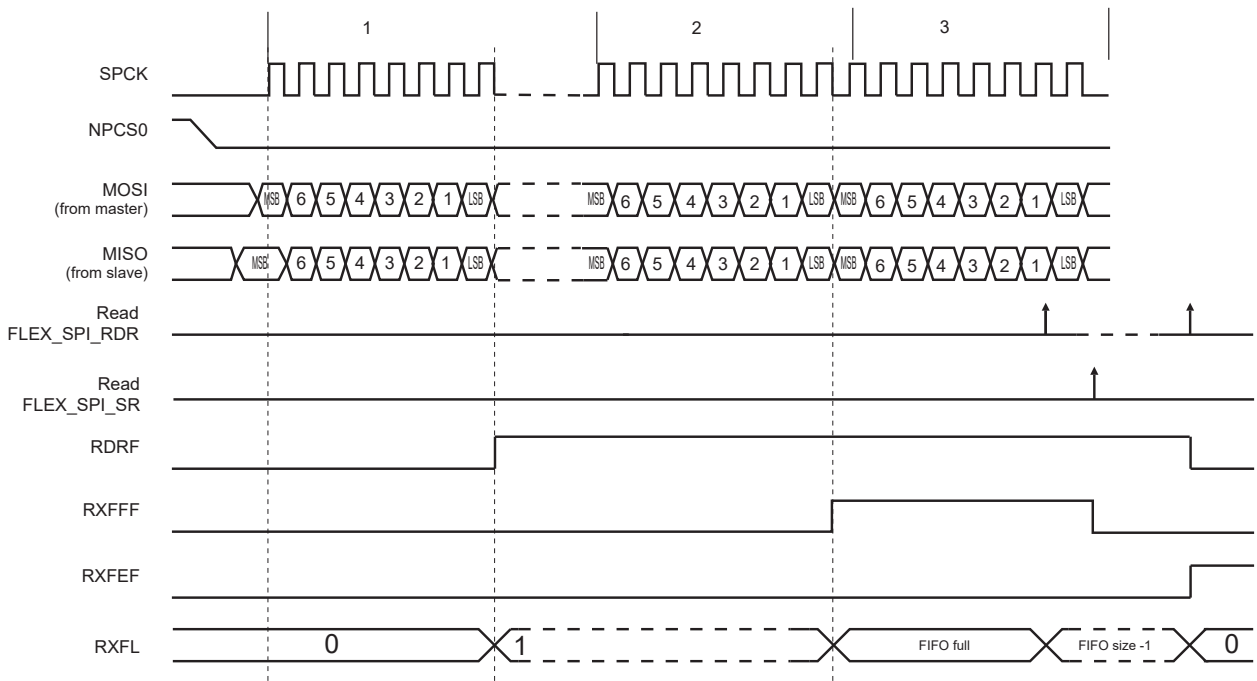 1 2 3
SPCK
NPCS0
MOSI
(from master)
MSB 6 5 4 3 2 1 LSB MSB 6 5 4 3 2 1 LSB MSB 6 5 4 3 2 1 LSB
MISO
(from slave)
MSB 6 5 4 3 2 1 LSB MSB 6 5 4 3 2 1 LSB MSB 6 5 4 3 2 1 LSB
Read
FLEX_SPI_RDR
Read
FLEX_SPI_SR
RDRF
RXFFF
RXFEF
RXFL 0 1 FIFO full FIFO size -1 0